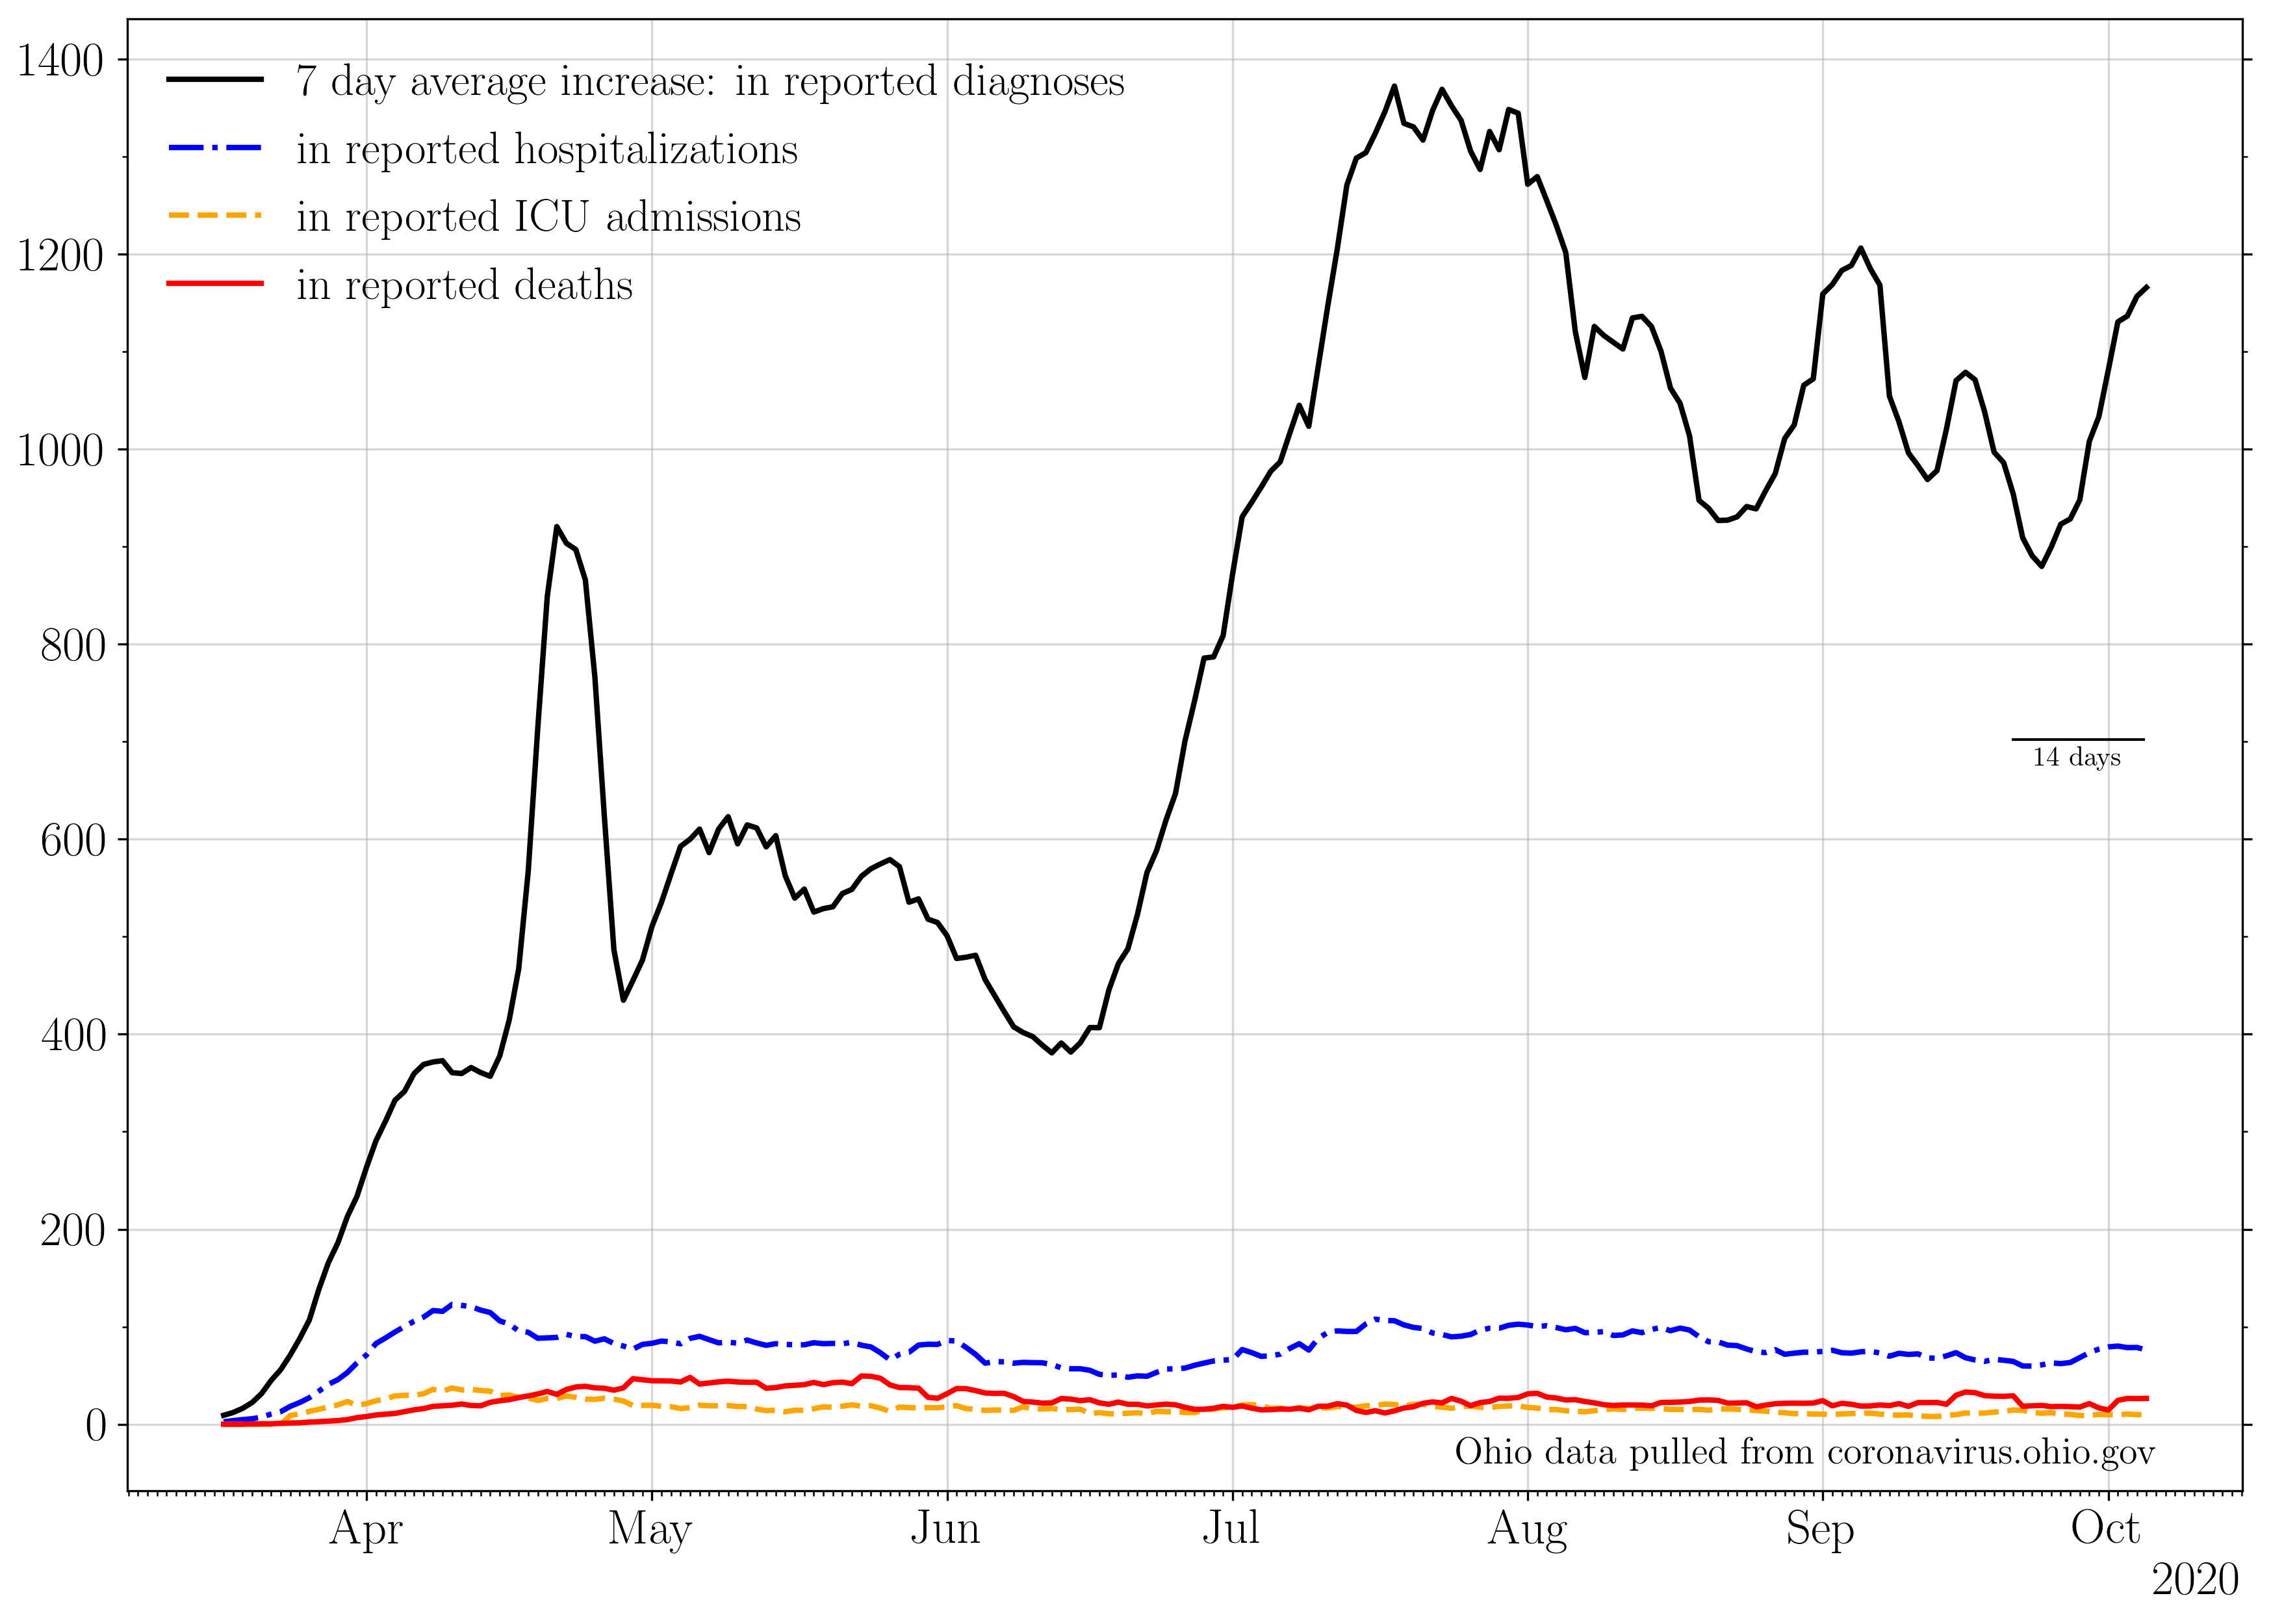 1400
7 day average increase: in reported diagnoses
in reported hospitalizations
in reported ICU admissions
1200
in reported deaths
1000
800
14 days
600
400
200
0
Ohio data pulled from coronavirus.ohio.gov
Apr May Jun Jul Aug Sep Oct
2020